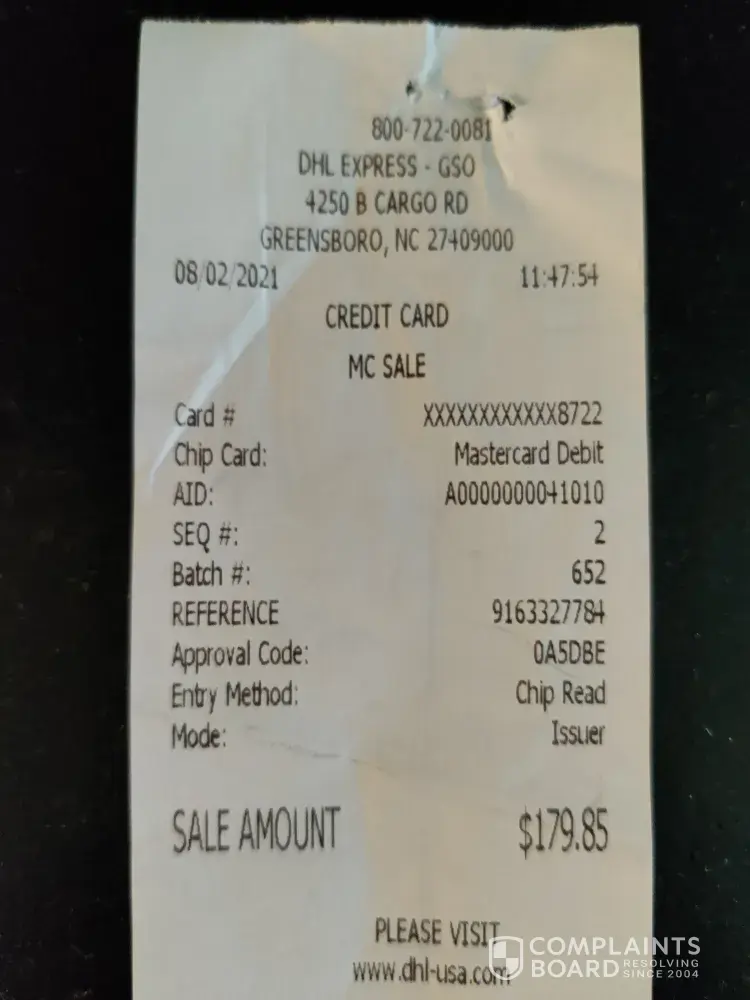 800-722-0081
DHL EXPRESS - GSO
4250 B CARGO RD
GREENSBORO, NC 27409000
08/02/2021 11:47:54
CREDIT CARD
MC SALE
Card # XXXXXXXXXXXX8722
Chip Card: Mastercard Debit
AID: A0000000041010
SEQ #: 2
Batch #: 652
REFERENCE 9163327784
Approval Code: 0A5DBE
Entry Method: Chip Read
Mode: Issuer
SALE AMOUNT $179.85
PLEASE VISIT
www.dhl-usa.com
COMPLAINTS
BOARD RESOLVING SINCE 2004